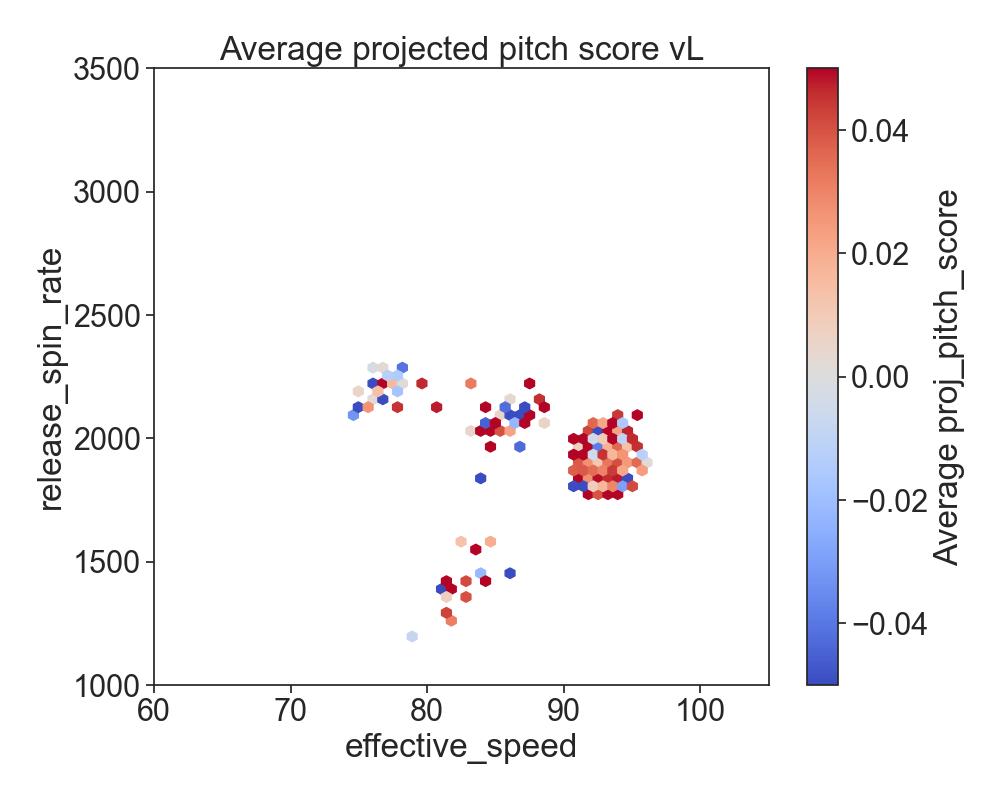 Average projected pitch score vL
3500
3000
2500
2000
1500
1000
release_spin_rate
60 70 80 90 100
effective_speed
0.04
0.02
0.00
−0.02
−0.04
Average proj_pitch_score